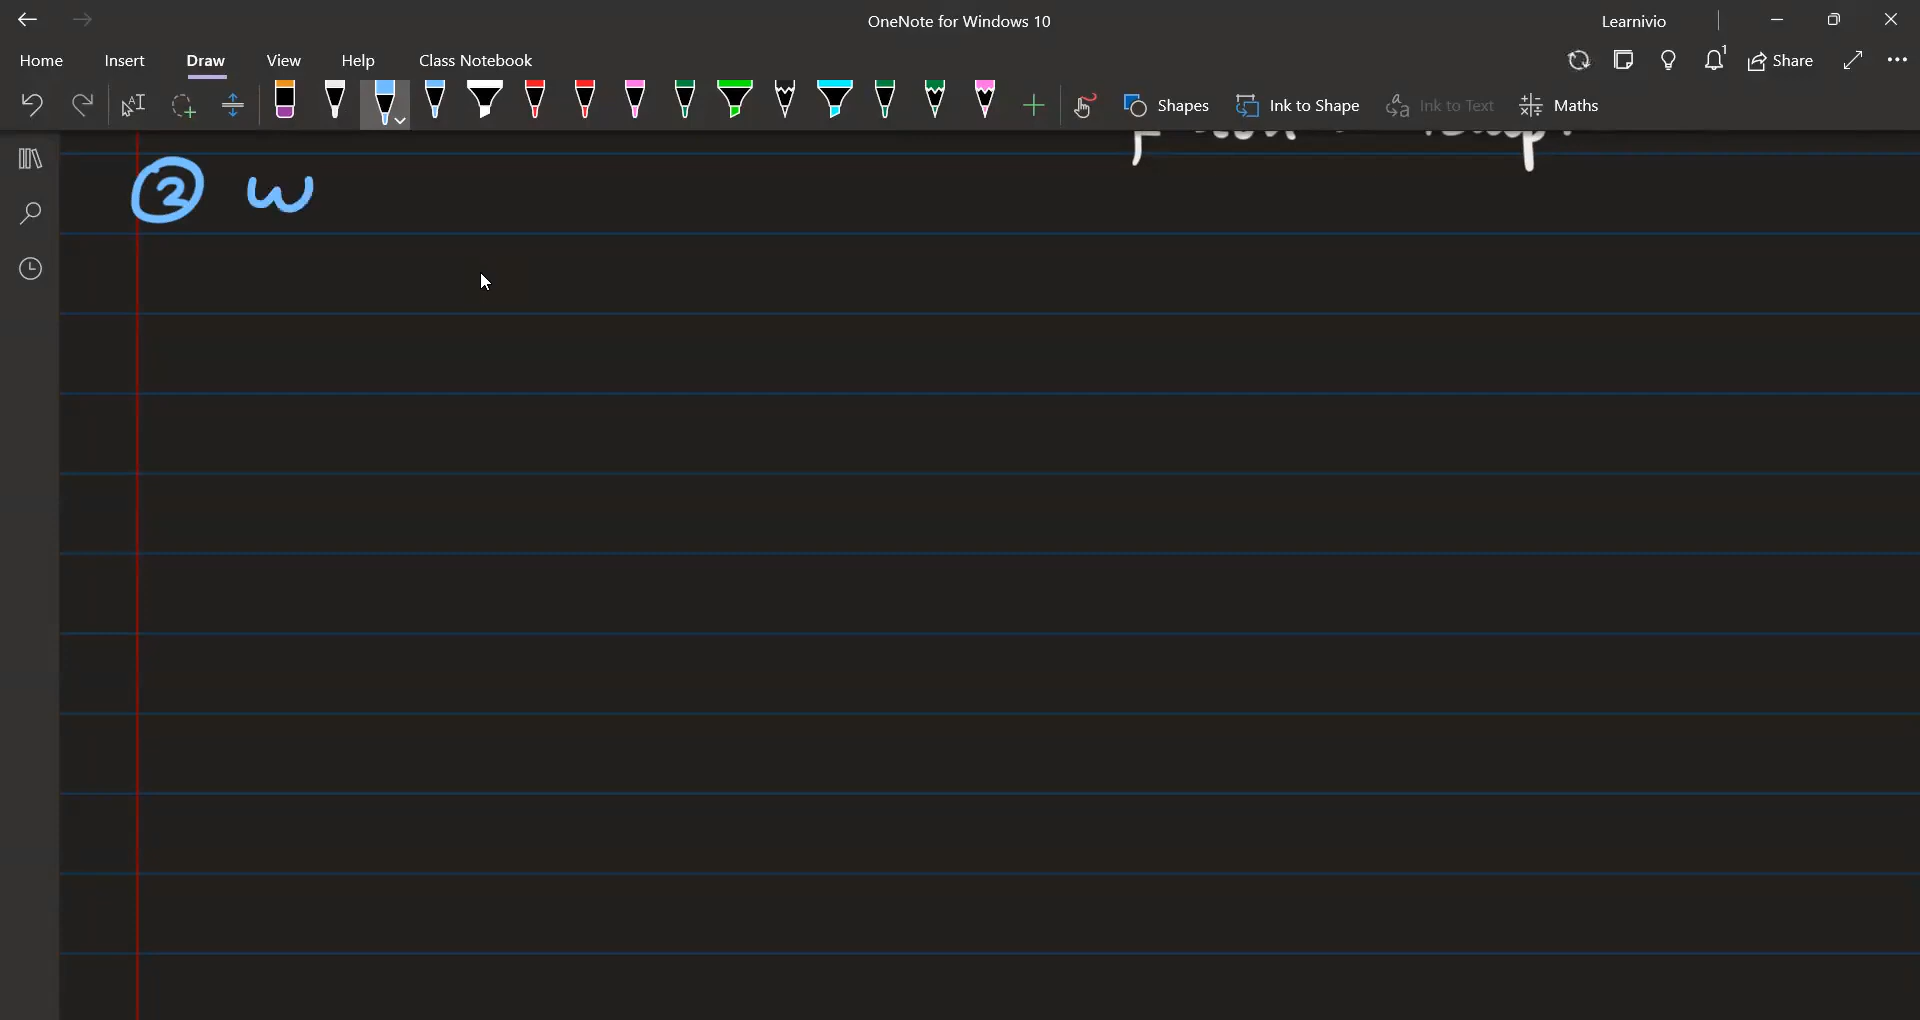 OneNote for Windows 10
Learnivio
Home Insert Draw View Help Class Notebook
1
Share
Shapes Ink to Shape Ink to Text Maths
② W